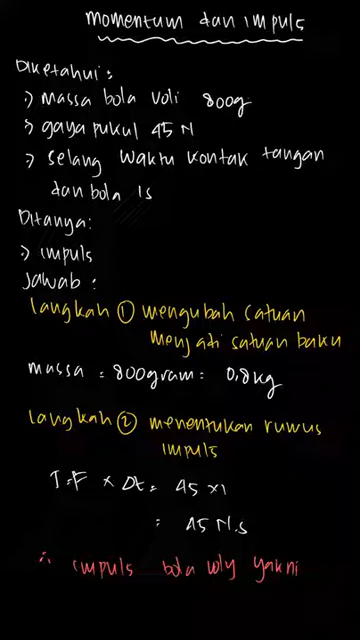 momentum dan impuls
Diketahui:
:) Massa bola voli 800g
:) gaya pukul 45 N
:) selang waktu kontak tangan
dan bola 1s
Ditanya:
:) impuls
Jawab:
langkah ① mengubah satuan
menjati satuan baku
massa = 800gram = 0,8kg
langkah ② menentukan rumus
impuls
I=F × Δt = 45 × 1
= 45 N.s
∴ impuls bola voly yakni